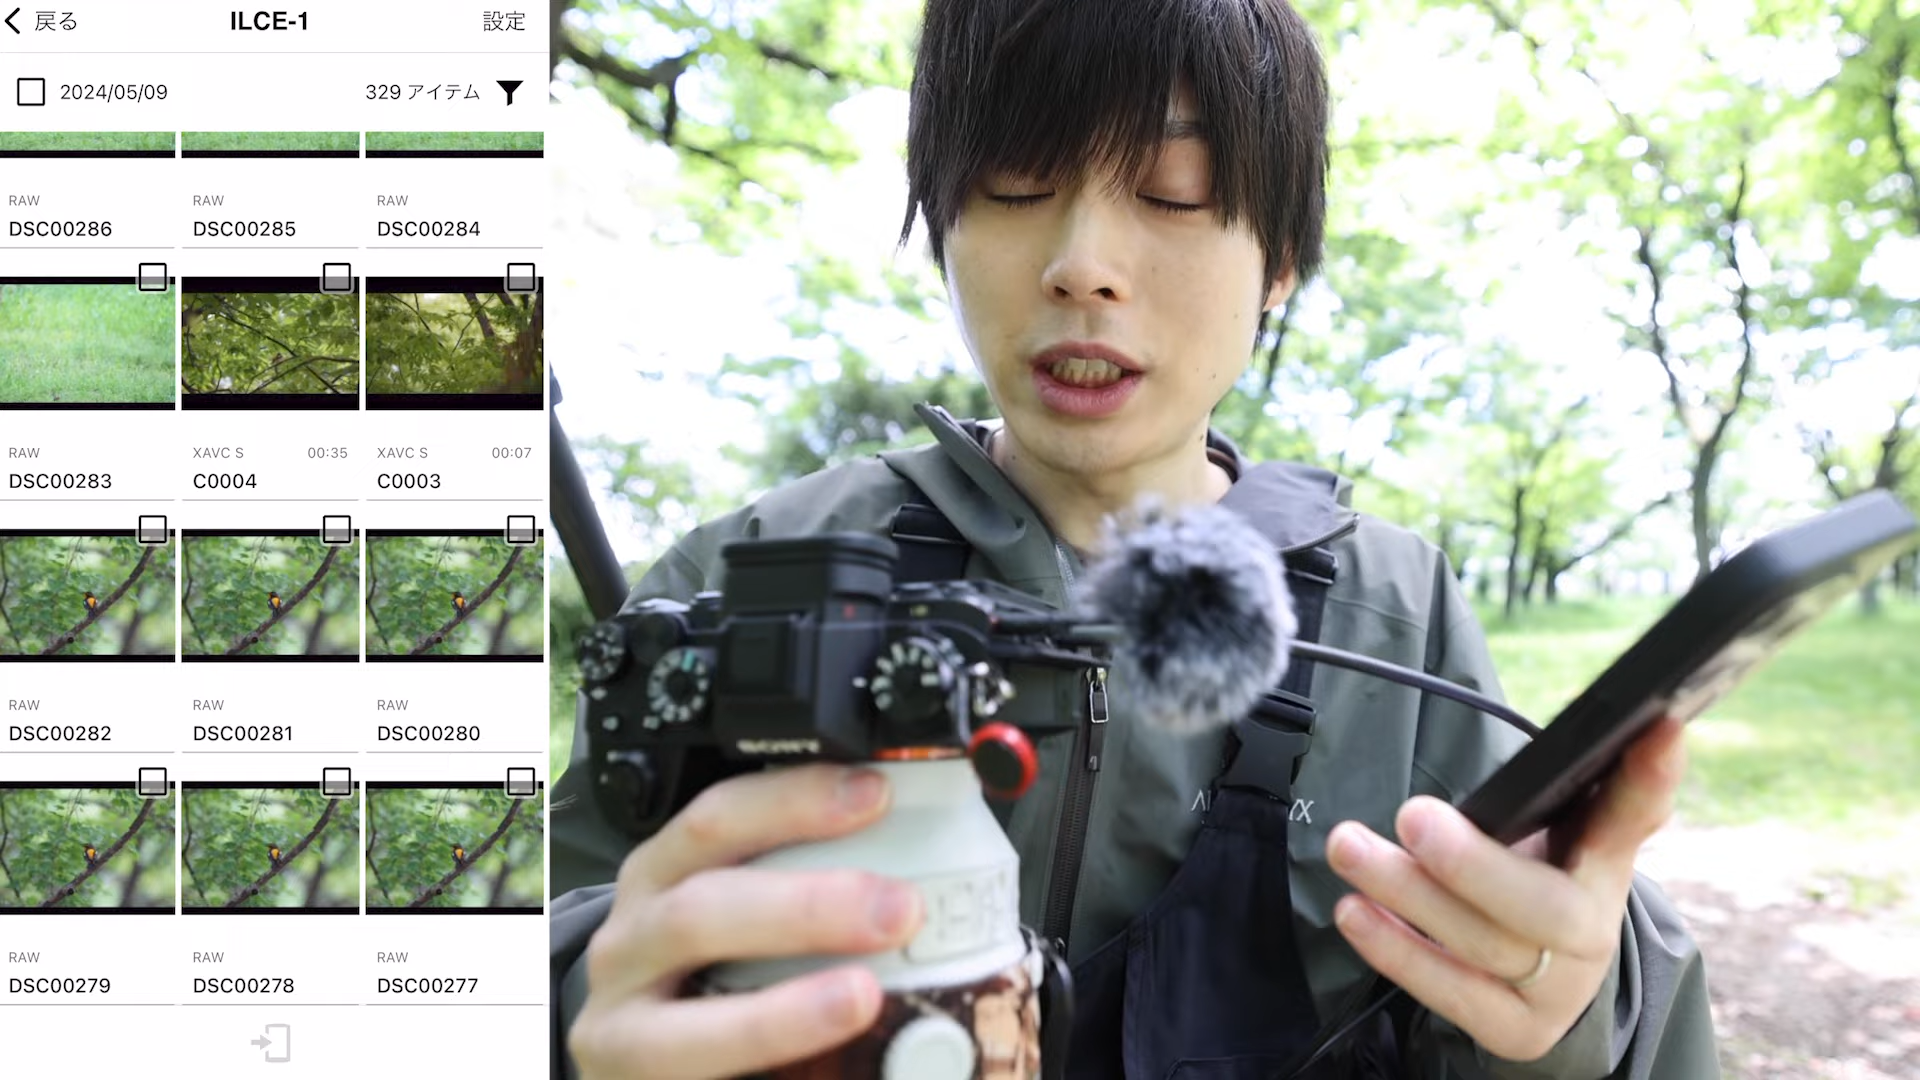 戻る ILCE-1 設定
2024/05/09 329 アイテム
RAW RAW RAW
DSC00286 DSC00285 DSC00284
RAW XAVC S 00:35 XAVC S 00:07
DSC00283 C0004 C0003
RAW RAW RAW
DSC00282 DSC00281 DSC00280
RAW RAW RAW
DSC00279 DSC00278 DSC00277
SONY